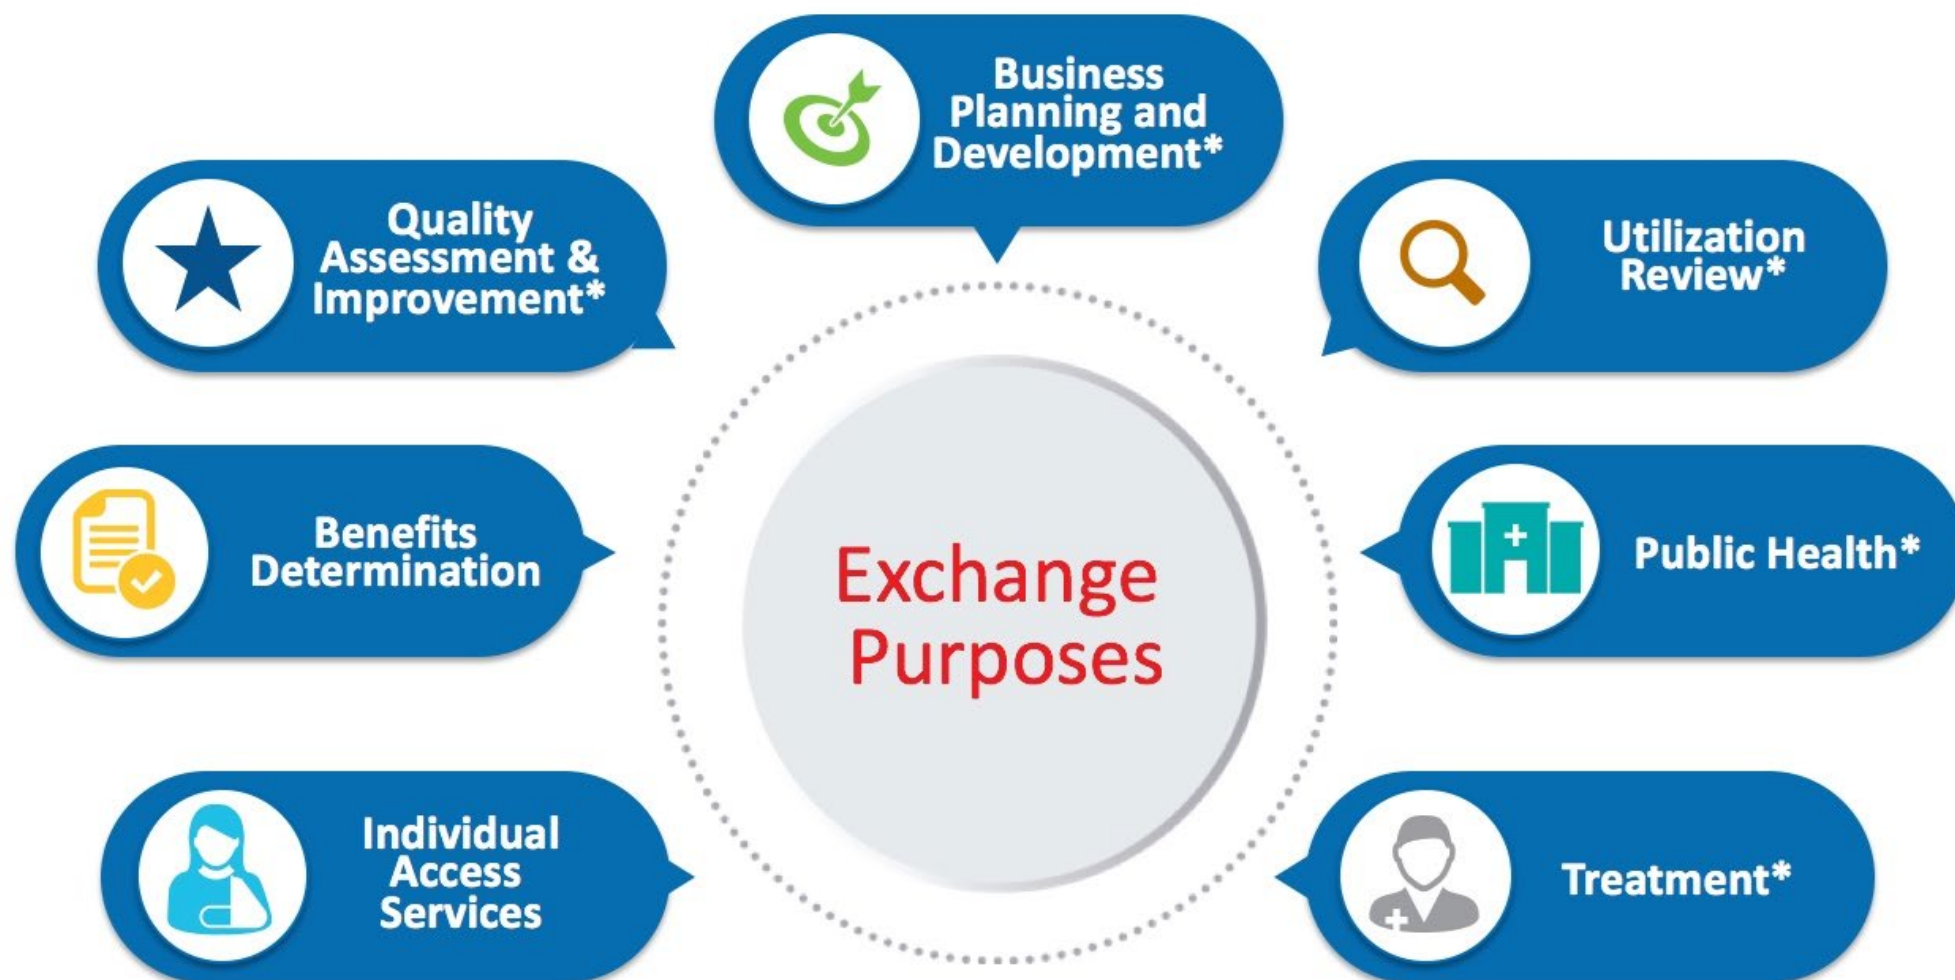 Business
Planning and
Development*
Quality
Assessment &
Improvement*
Utilization
Review*
Benefits
Determination
Exchange
Purposes
Public Health*
Individual
Access
Services
Treatment*